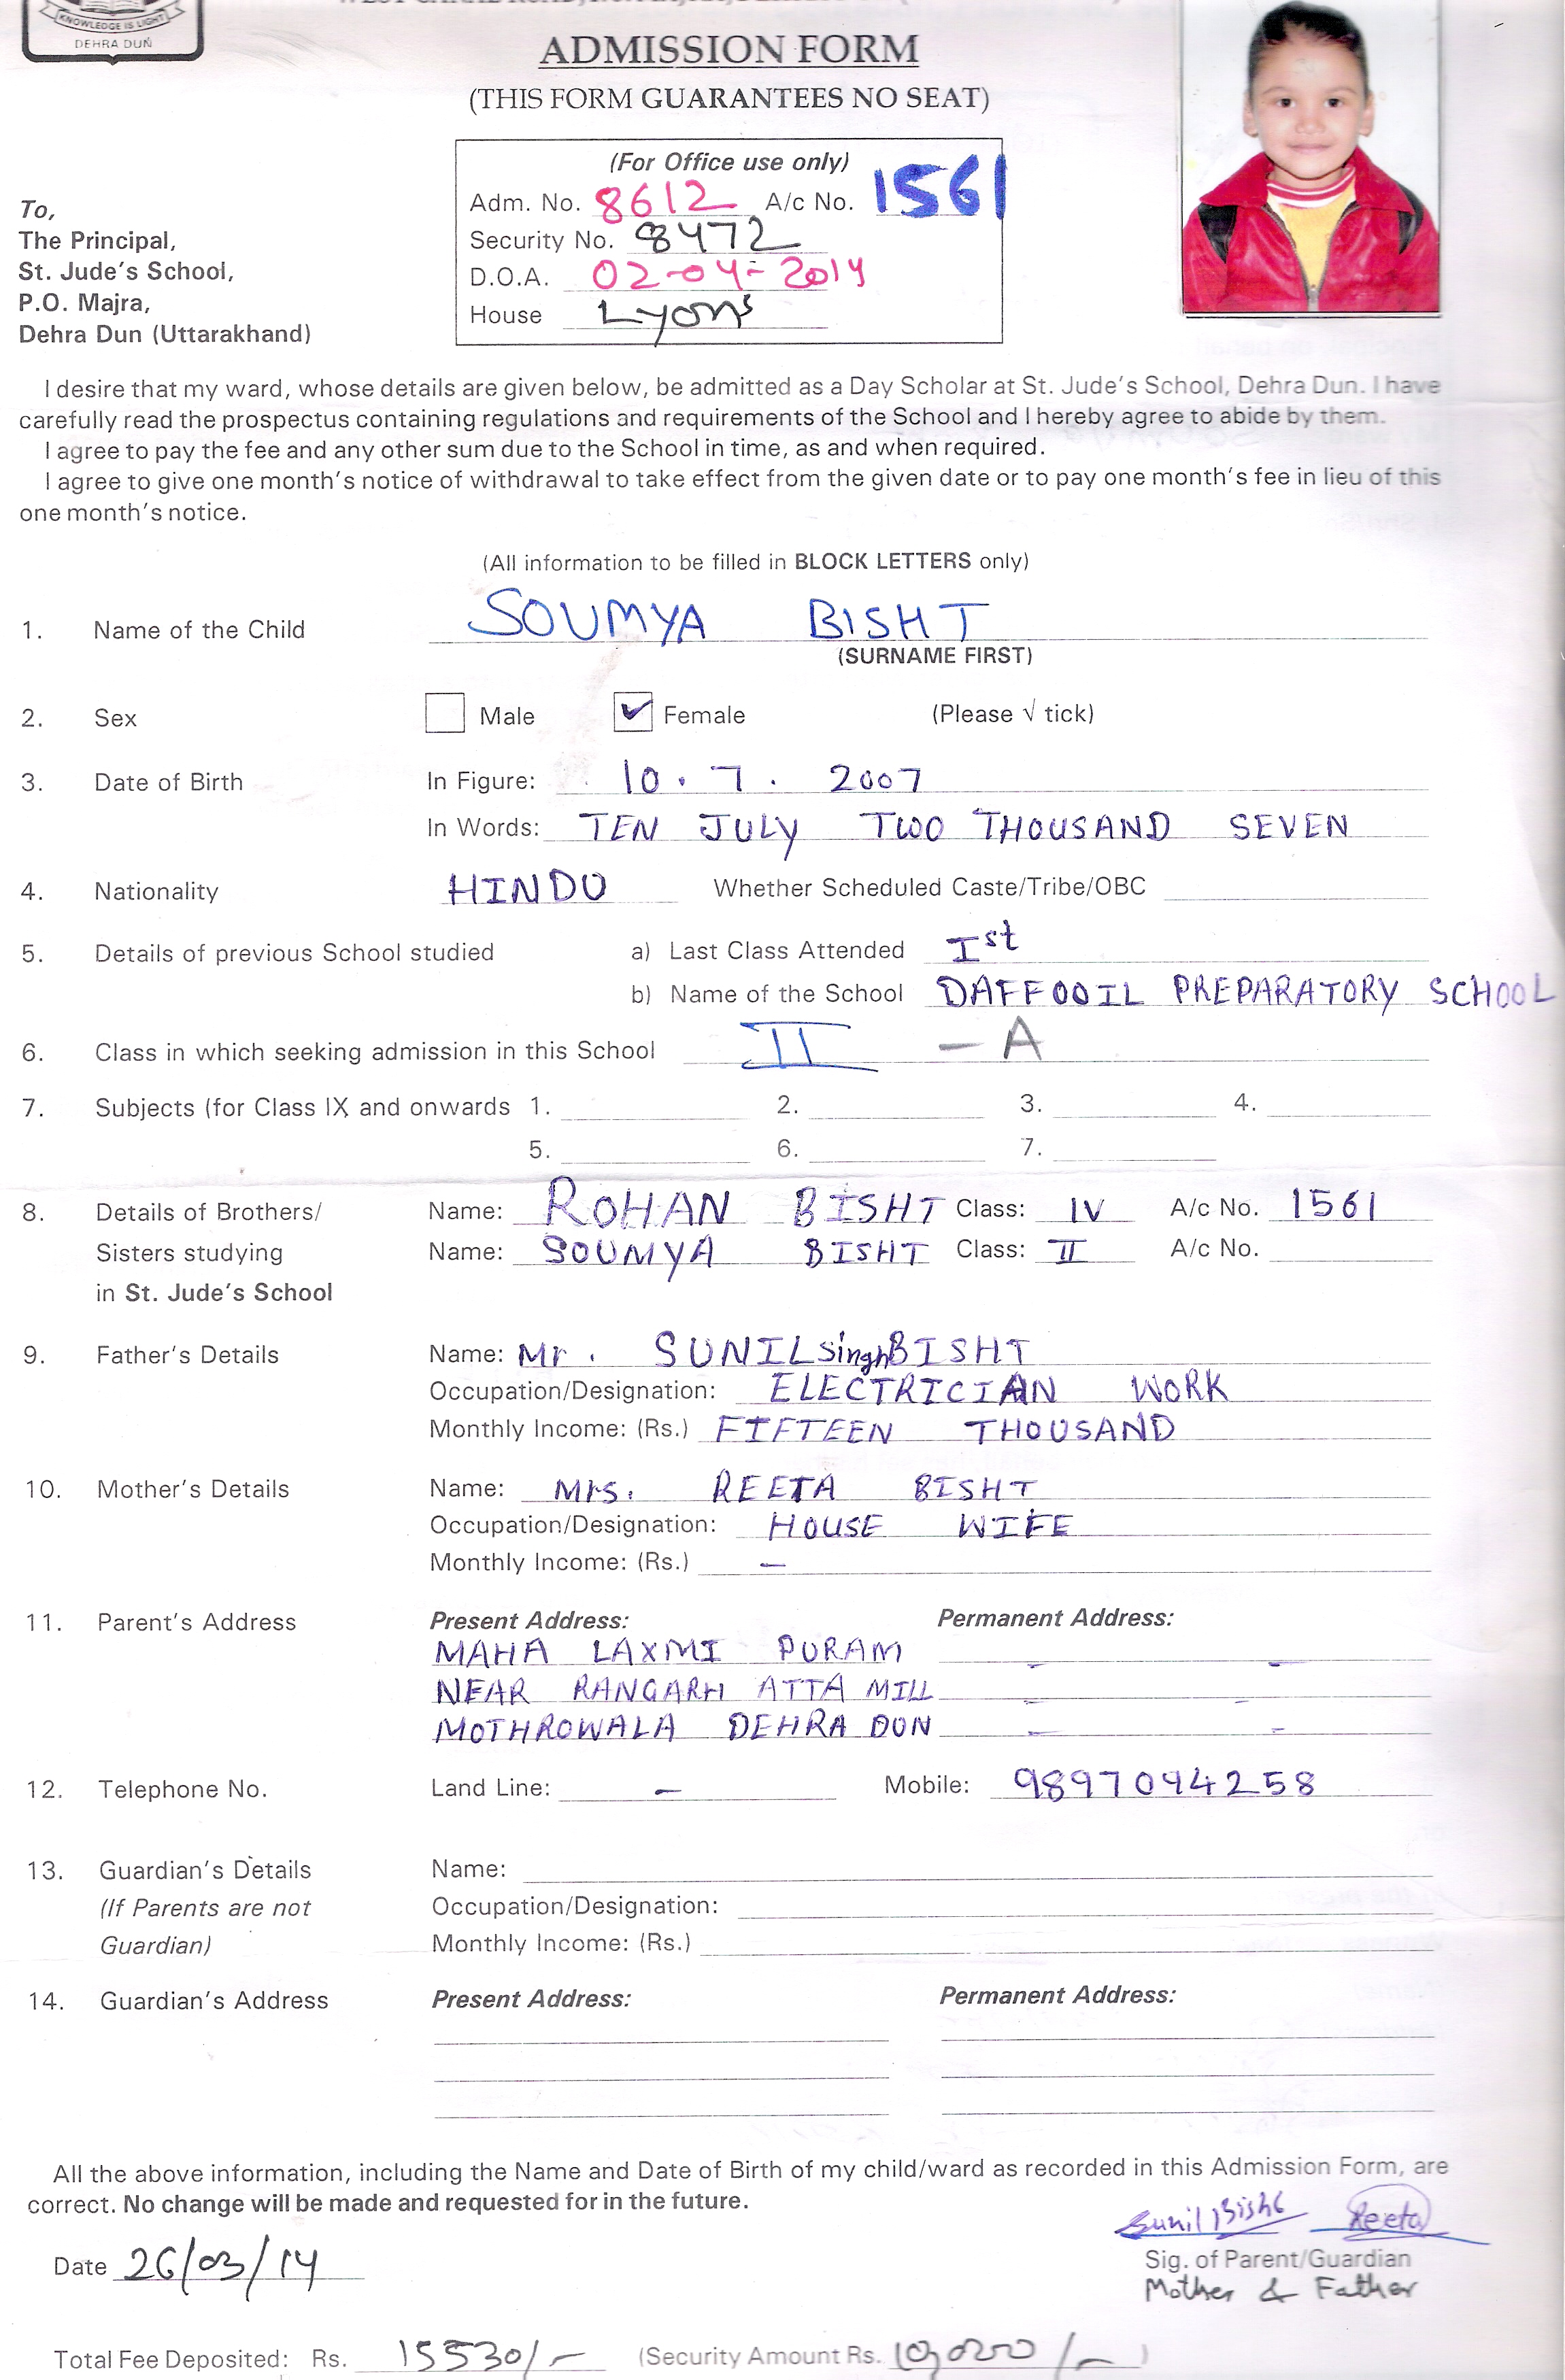 KNOWLEDGE IS LIGHT
DEHRA DUN
ADMISSION FORM
(THIS FORM GUARANTEES NO SEAT)
(For Office use only)
Adm. No. 8612 A/c No. 1561
Security No. 8472
D.O.A. 02-04-2014
House Lyons
To,
The Principal,
St. Jude's School,
P.O. Majra,
Dehra Dun (Uttarakhand)
I desire that my ward, whose details are given below, be admitted as a Day Scholar at St. Jude's School, Dehra Dun. I have
carefully read the prospectus containing regulations and requirements of the School and I hereby agree to abide by them.
I agree to pay the fee and any other sum due to the School in time, as and when required.
I agree to give one month's notice of withdrawal to take effect from the given date or to pay one month's fee in lieu of this
one month's notice.
(All information to be filled in BLOCK LETTERS only)
1. Name of the Child SOUMYA BISHT
(SURNAME FIRST)
2. Sex Male ✓ Female (Please √ tick)
3. Date of Birth In Figure: 10 . 7 . 2007
In Words: TEN JULY TWO THOUSAND SEVEN
4. Nationality HINDU Whether Scheduled Caste/Tribe/OBC
5. Details of previous School studied a) Last Class Attended Ist
b) Name of the School DAFFODIL PREPARATORY SCHOOL
6. Class in which seeking admission in this School II - A
7. Subjects (for Class IX and onwards 1. 2. 3. 4.
5. 6. 7.
8. Details of Brothers/ Name: ROHAN BISHT Class: IV A/c No. 1561
Sisters studying Name: SOUMYA BISHT Class: II A/c No.
in St. Jude's School
9. Father's Details Name: Mr. SUNIL singh BISHT
Occupation/Designation: ELECTRICIAN WORK
Monthly Income: (Rs.) FIFTEEN THOUSAND
10. Mother's Details Name: Mrs. REETA BISHT
Occupation/Designation: HOUSE WIFE
Monthly Income: (Rs.) -
11. Parent's Address Present Address: Permanent Address:
MAHA LAXMI PURAM - -
NEAR RANGARH ATTA MILL - -
MOTHROWALA DEHRA DUN - -
12. Telephone No. Land Line: - Mobile: 9897094258
13. Guardian's Details Name:
(If Parents are not Occupation/Designation:
Guardian) Monthly Income: (Rs.)
14. Guardian's Address Present Address: Permanent Address:
All the above information, including the Name and Date of Birth of my child/ward as recorded in this Admission Form, are
correct. No change will be made and requested for in the future.
Sunil Bisht Reeta
Date 26/03/14 Sig. of Parent/Guardian
Mother & Father
Total Fee Deposited: Rs. 15530/- (Security Amount Rs. 10,000/-)